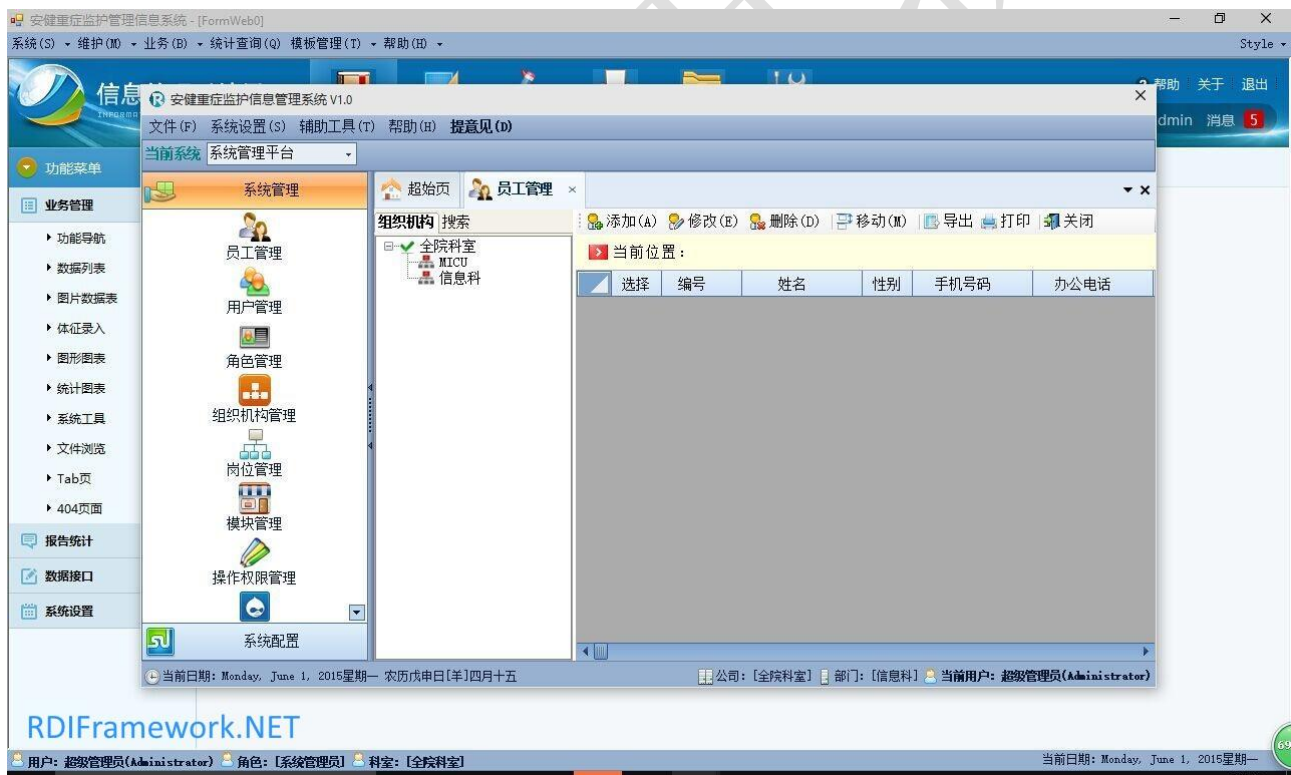 安健重症监护管理信息系统 - [FormWeb0]
系统(S) 维护(M) 业务(B) 统计查询(Q) 模板管理(T) 帮助(H) Style
信息
帮助 关于 退出
dmin 消息 5
功能菜单
业务管理
功能导航
数据列表
图片数据表
体征录入
图形图表
统计图表
系统工具
文件浏览
Tab页
404页面
报告统计
数据接口
系统设置
安健重症监护信息管理系统 V1.0
文件(F) 系统设置(S) 辅助工具(T) 帮助(H) 提意见(D)
当前系统 系统管理平台
系统管理
员工管理
用户管理
角色管理
组织机构管理
岗位管理
模块管理
操作权限管理
系统配置
超始页 员工管理
组织机构 搜索
全院科室
MICU
信息科
添加(A) 修改(E) 删除(D) 移动(M) 导出 打印 关闭
当前位置：
选择 编号 姓名 性别 手机号码 办公电话
当前日期: Monday, June 1, 2015星期一 农历戊申日[羊]四月十五
公司: [全院科室] 部门: [信息科] 当前用户: 超级管理员(Administrator)
RDIFramework.NET
用户: 超级管理员(Administrator) 角色: [系统管理员] 科室: [全院科室]
当前日期: Monday, June 1, 2015星期一
69